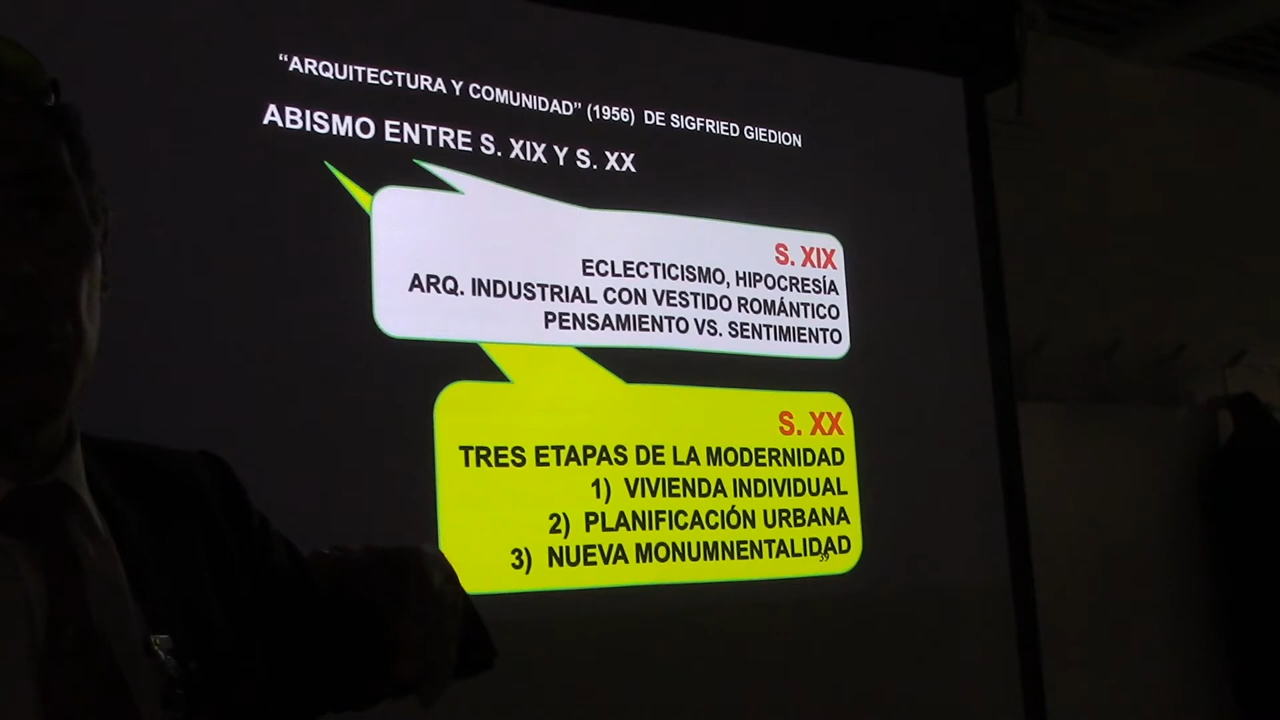 “ARQUITECTURA Y COMUNIDAD” (1956) DE SIGFRIED GIEDION
ABISMO ENTRE S. XIX Y S. XX
S. XIX
ECLECTICISMO, HIPOCRESÍA
ARQ. INDUSTRIAL CON VESTIDO ROMÁNTICO
PENSAMIENTO VS. SENTIMIENTO
S. XX
TRES ETAPAS DE LA MODERNIDAD
1) VIVIENDA INDIVIDUAL
2) PLANIFICACIÓN URBANA
3) NUEVA MONUMNENTALIDAD
39